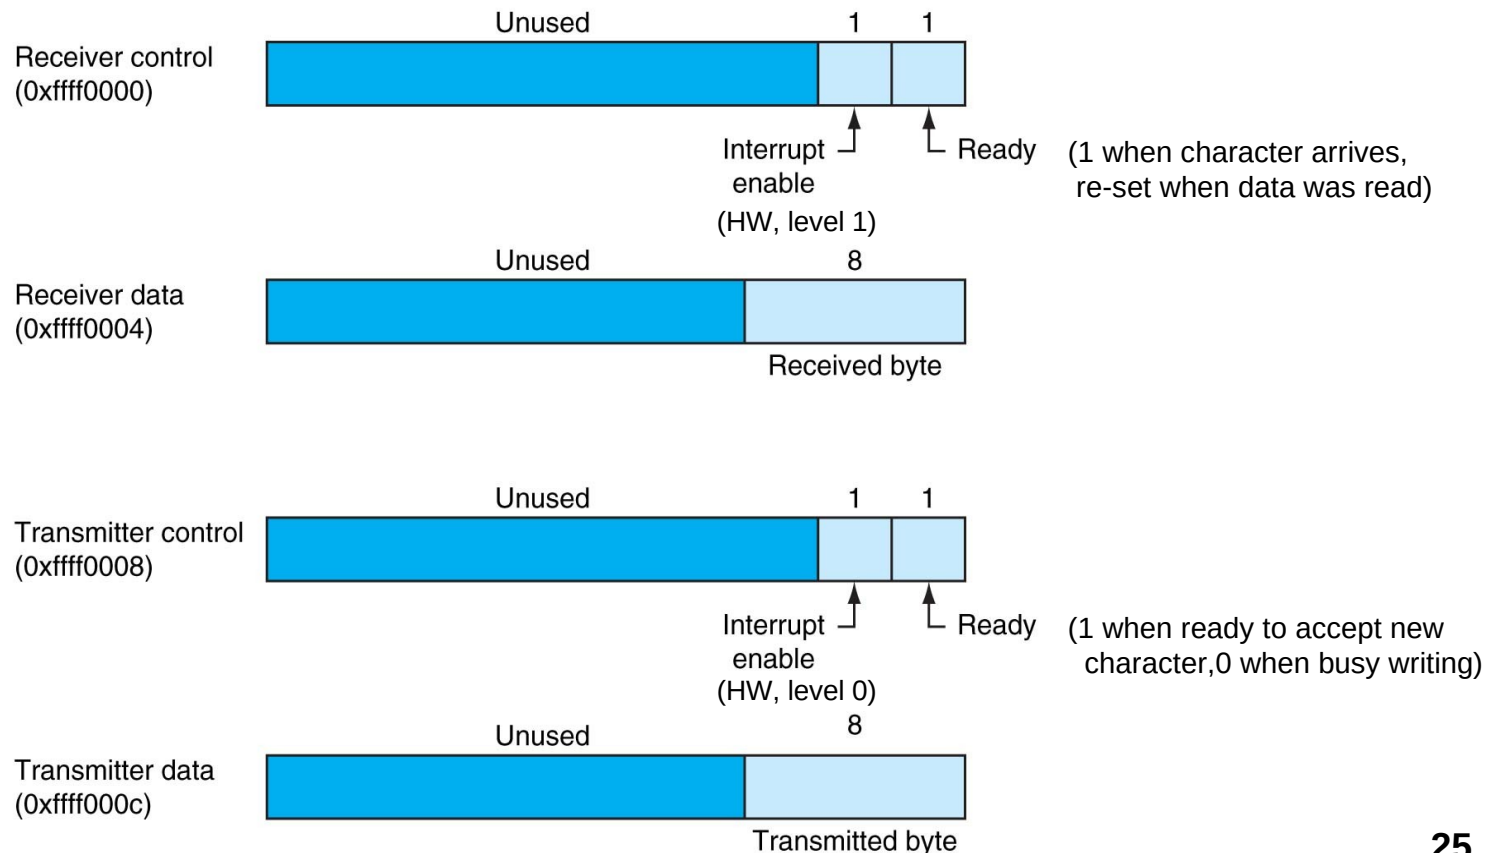 Unused 1 1
Receiver control
(0xffff0000)
Interrupt Ready (1 when character arrives,
enable re-set when data was read)
(HW, level 1)
Unused 8
Receiver data
(0xffff0004)
Received byte
Unused 1 1
Transmitter control
(0xffff0008)
Interrupt Ready (1 when ready to accept new
enable character,0 when busy writing)
(HW, level 0)
Unused 8
Transmitter data
(0xffff000c)
Transmitted byte
25